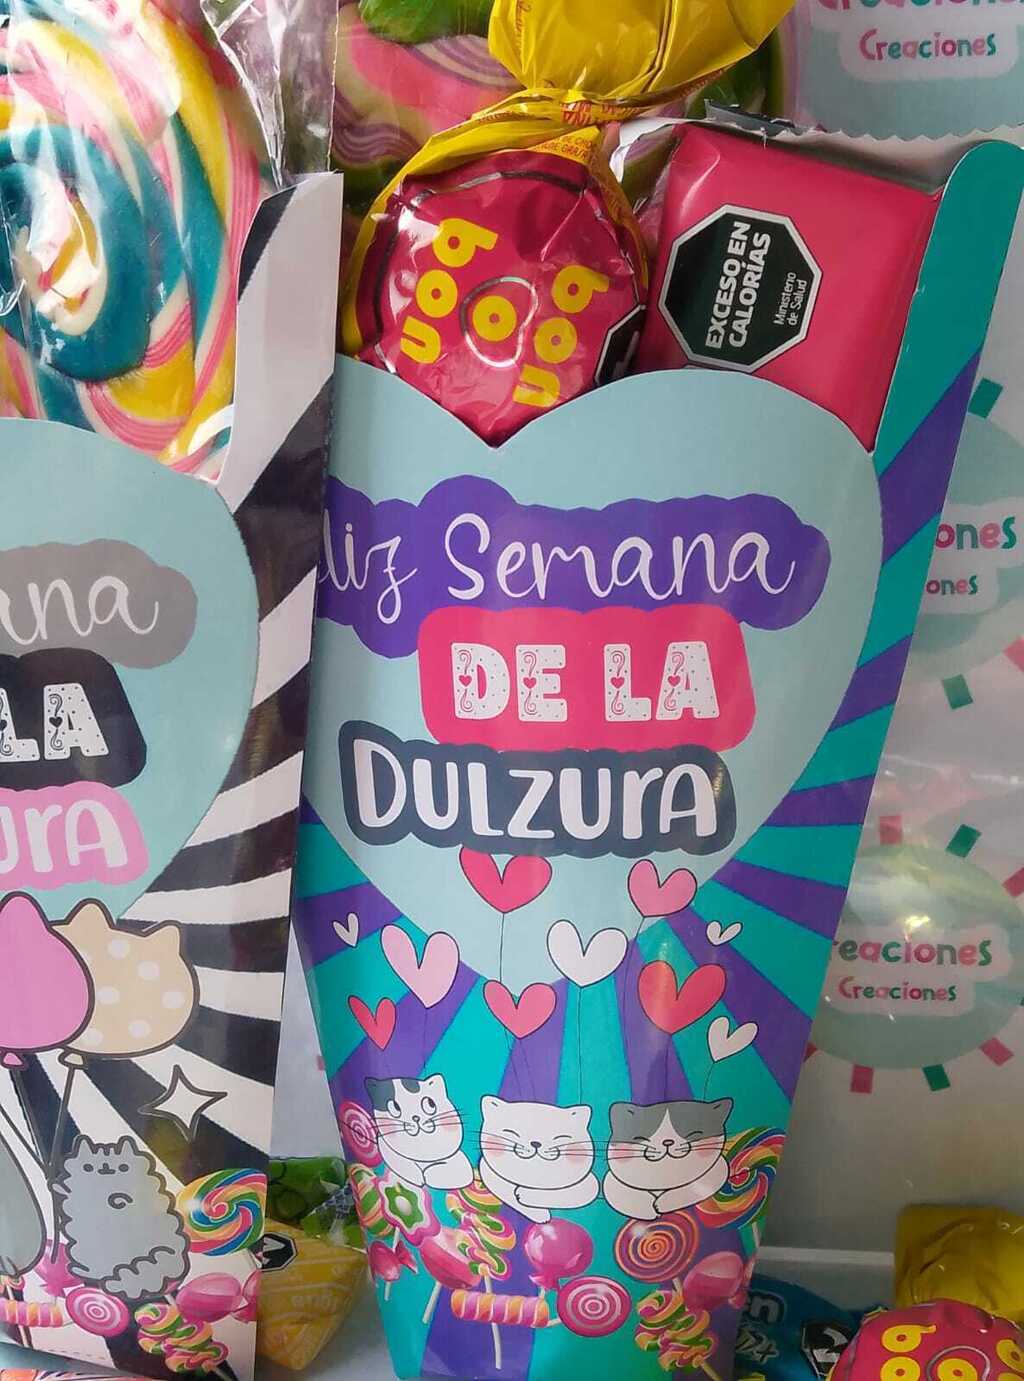 Creaciones
Creaciones
bon
o
bon
EXCESO EN
CALORÍAS
Ministerio
de Salud
liz Semana
DE LA
DULZURA
ana
LA
URA
ones
ones
reaciones
Creaciones
bon
o
bon